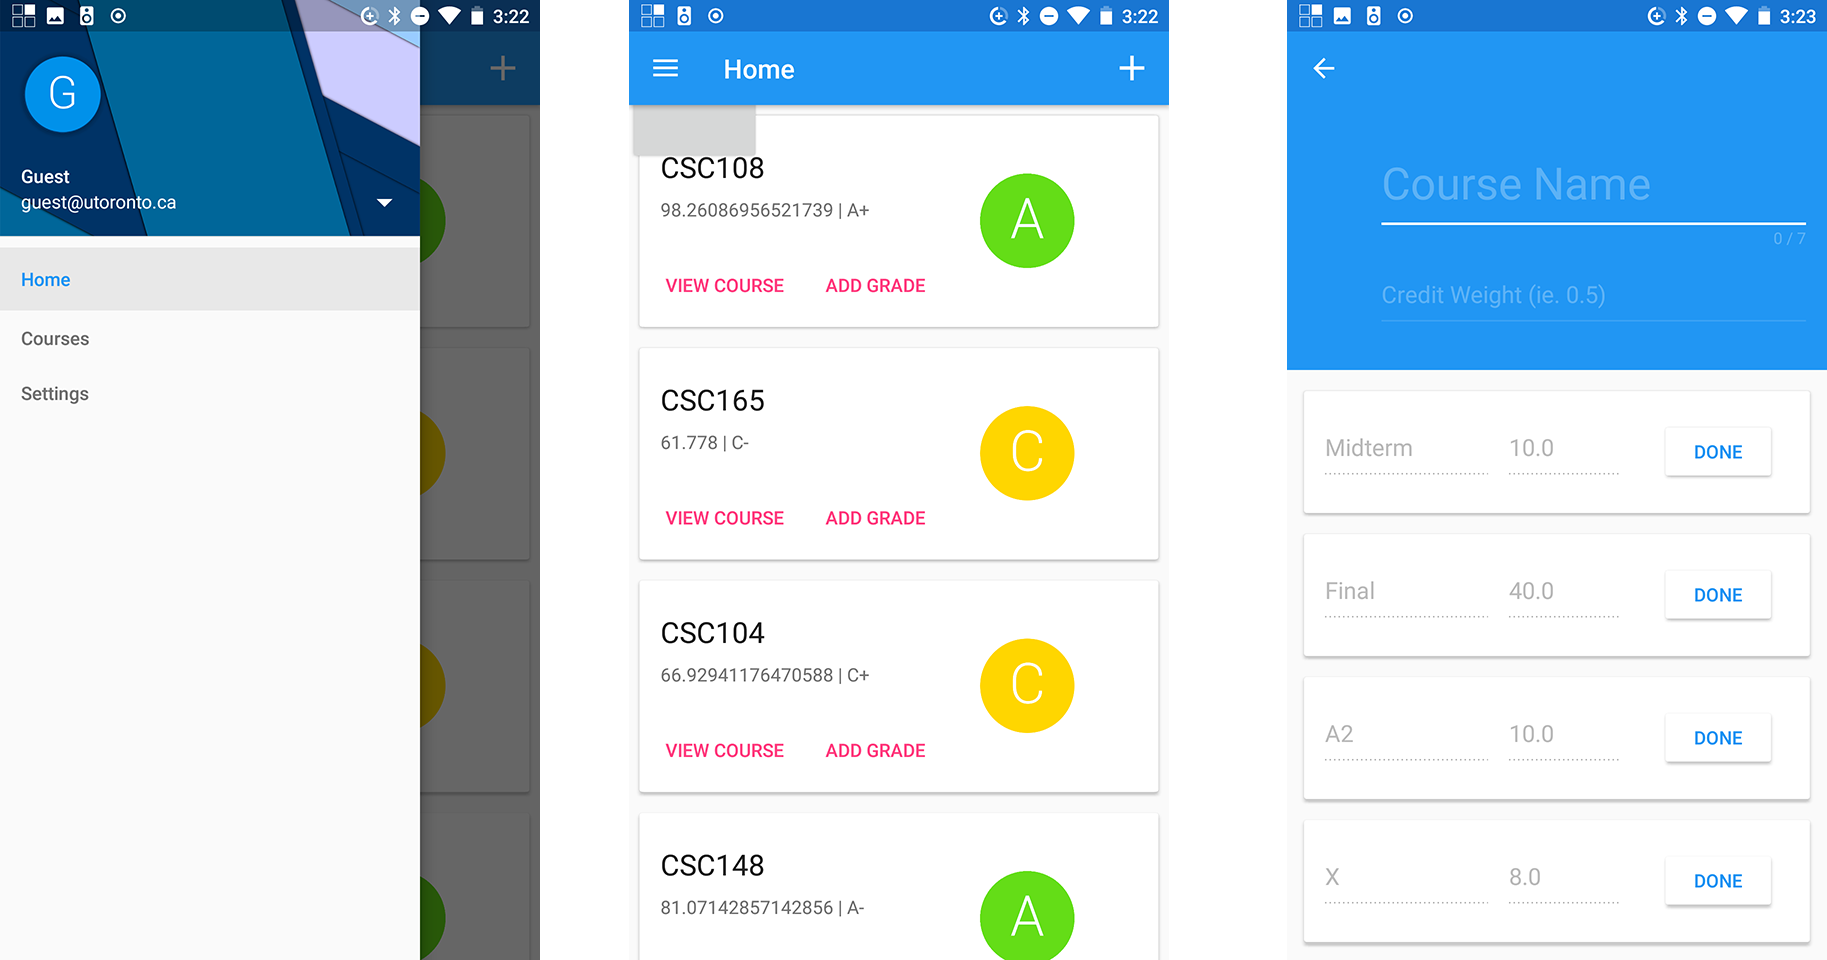 3:22
G
Guest
guest@utoronto.ca
Home
Courses
Settings
3:22
Home
CSC108
98.26086956521739 | A+
A
VIEW COURSE ADD GRADE
CSC165
61.778 | C-
C
VIEW COURSE ADD GRADE
CSC104
66.92941176470588 | C+
C
VIEW COURSE ADD GRADE
CSC148
81.07142857142856 | A-
A
3:23
Course Name
0 / 7
Credit Weight (ie. 0.5)
Midterm 10.0 DONE
Final 40.0 DONE
A2 10.0 DONE
X 8.0 DONE